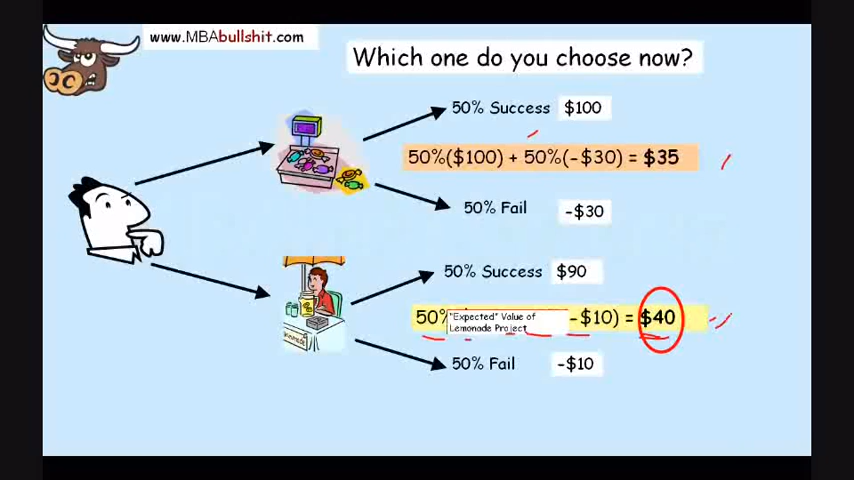 www.MBAbullshit.com
Which one do you choose now?
50% Success $100
50%($100) + 50%(-$30) = $35
50% Fail -$30
50% Success $90
50% -$10) = $40
"Expected" Value of
Lemonade Project
50% Fail -$10